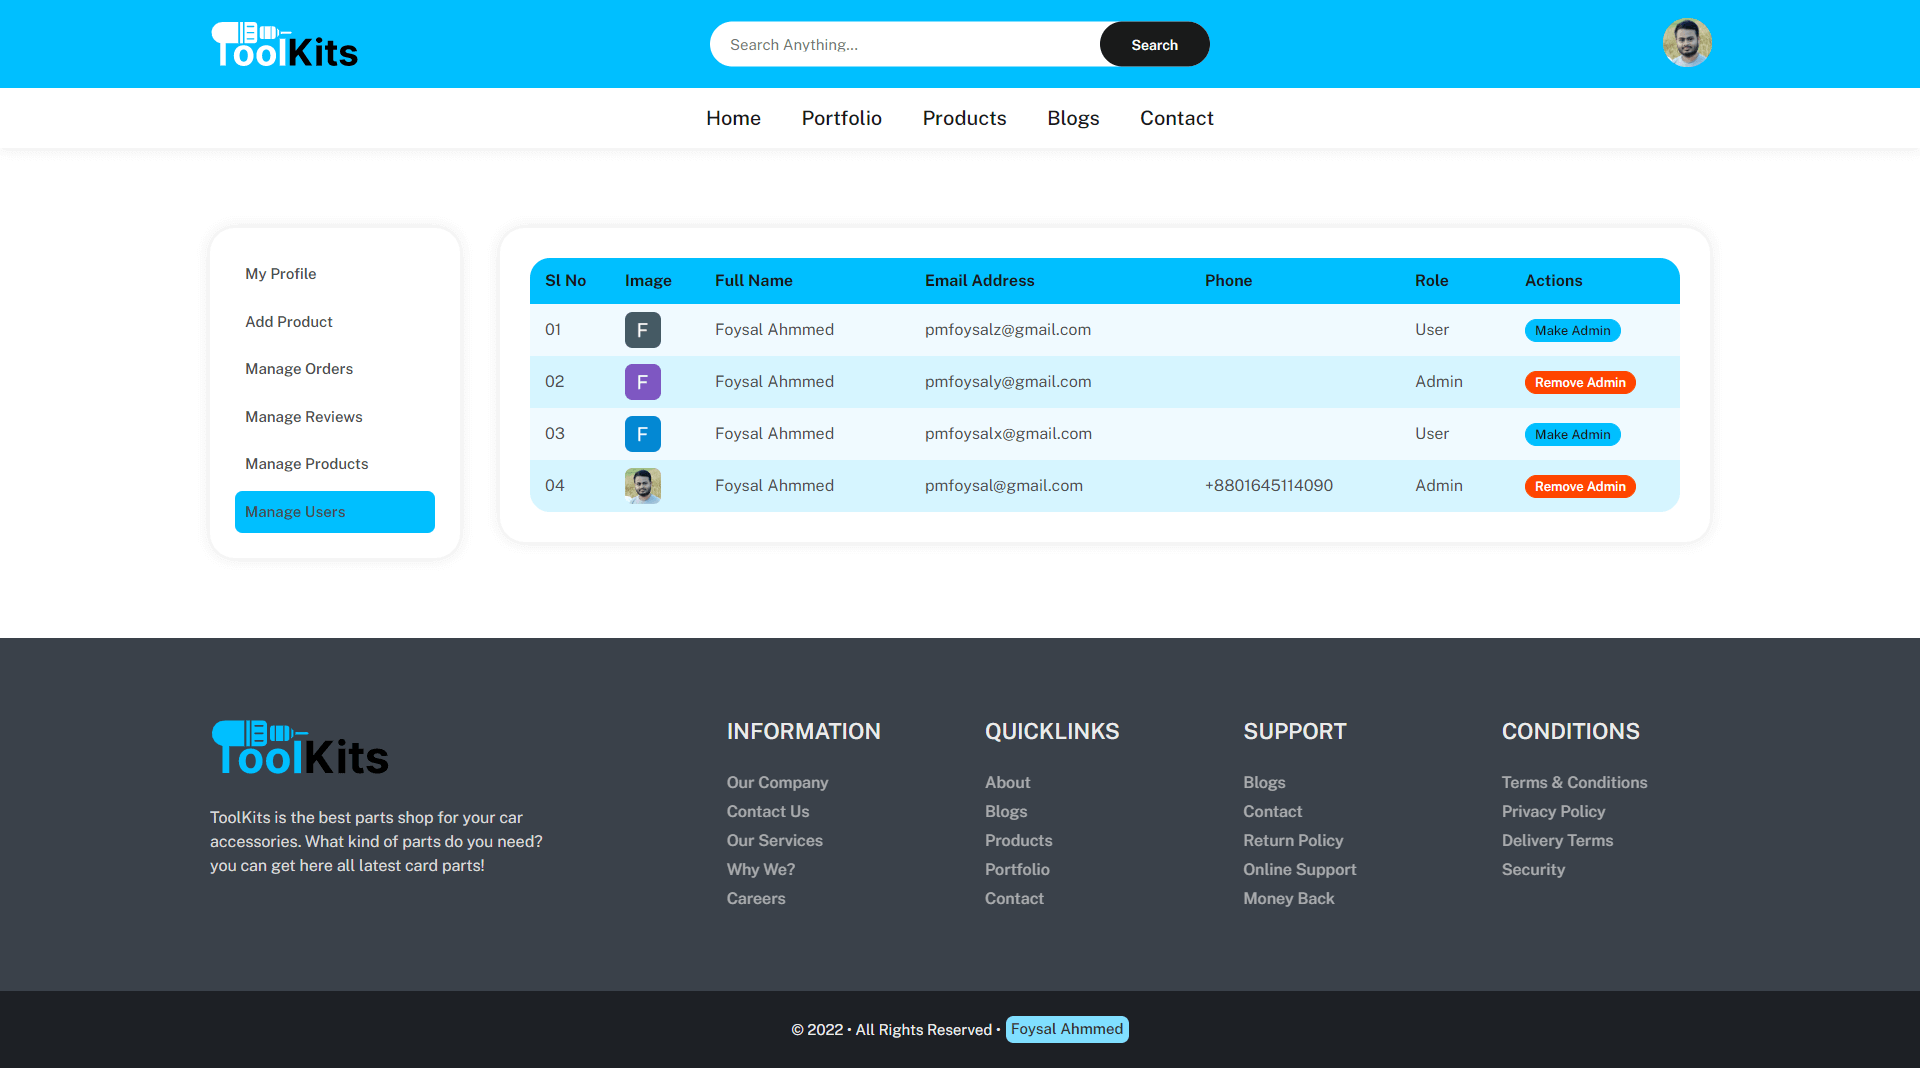 ToolKits
Search Anything...
Search
Home Portfolio Products Blogs Contact
My Profile
Add Product
Manage Orders
Manage Reviews
Manage Products
Manage Users
Sl No Image Full Name Email Address Phone Role Actions
01 F Foysal Ahmmed pmfoysalz@gmail.com User Make Admin
02 F Foysal Ahmmed pmfoysaly@gmail.com Admin Remove Admin
03 F Foysal Ahmmed pmfoysalx@gmail.com User Make Admin
04 Foysal Ahmmed pmfoysal@gmail.com +8801645114090 Admin Remove Admin
ToolKits
ToolKits is the best parts shop for your car
accessories. What kind of parts do you need?
you can get here all latest card parts!
INFORMATION
Our Company
Contact Us
Our Services
Why We?
Careers
QUICKLINKS
About
Blogs
Products
Portfolio
Contact
SUPPORT
Blogs
Contact
Return Policy
Online Support
Money Back
CONDITIONS
Terms & Conditions
Privacy Policy
Delivery Terms
Security
© 2022 • All Rights Reserved • Foysal Ahmmed